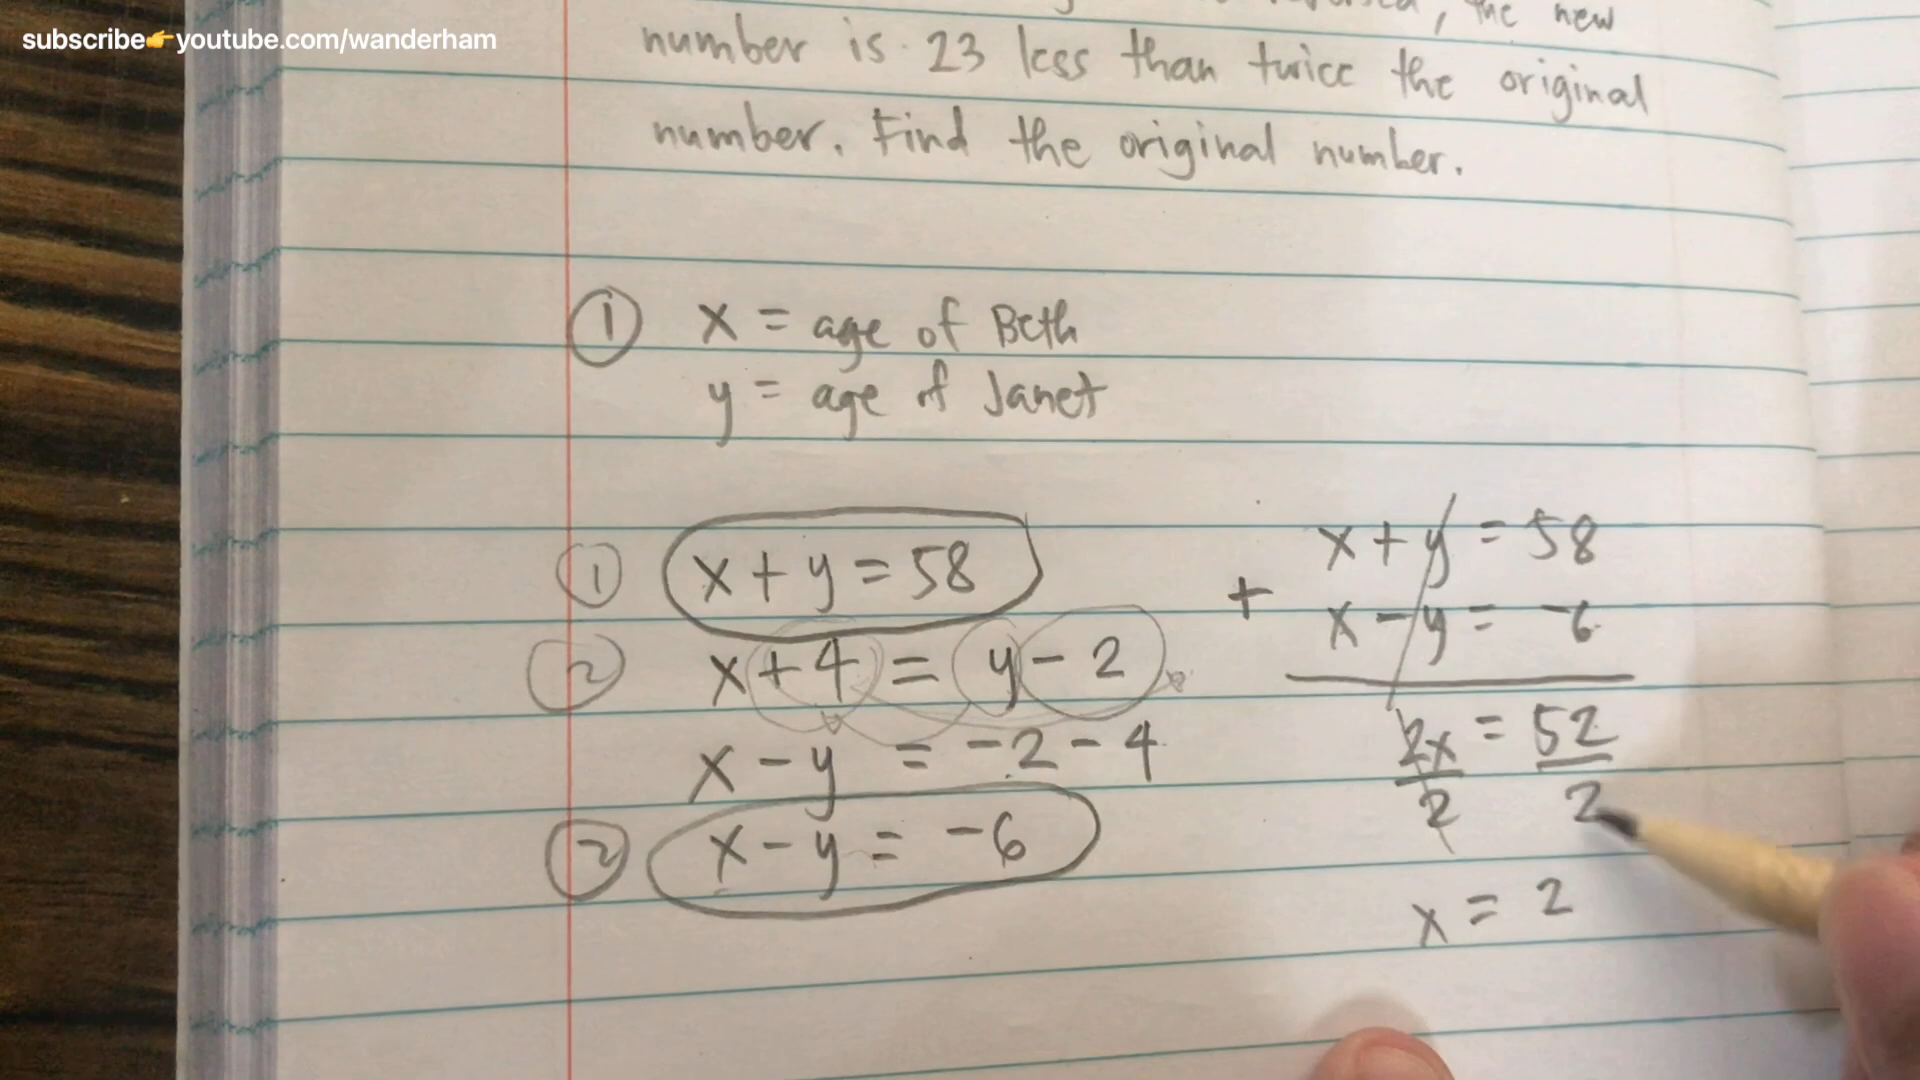 subscribe👉youtube.com/wanderham
, the new
number is 23 less than twice the original
number. Find the original number.
① x = age of Beth
y = age of Janet
① x + y = 58
② x + 4 = y - 2
x - y = -2 - 4
② x - y = -6
x + y = 58
+ x - y = -6
2x = 52
2 2
x = 2